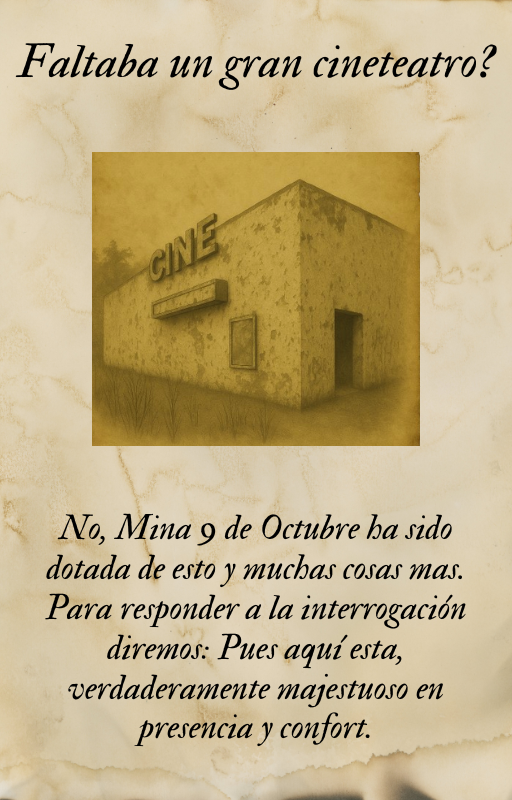 Faltaba un gran cineteatro?
CINE
No, Mina 9 de Octubre ha sido
dotada de esto y muchas cosas mas.
Para responder a la interrogación
diremos: Pues aquí esta,
verdaderamente majestuoso en
presencia y confort.